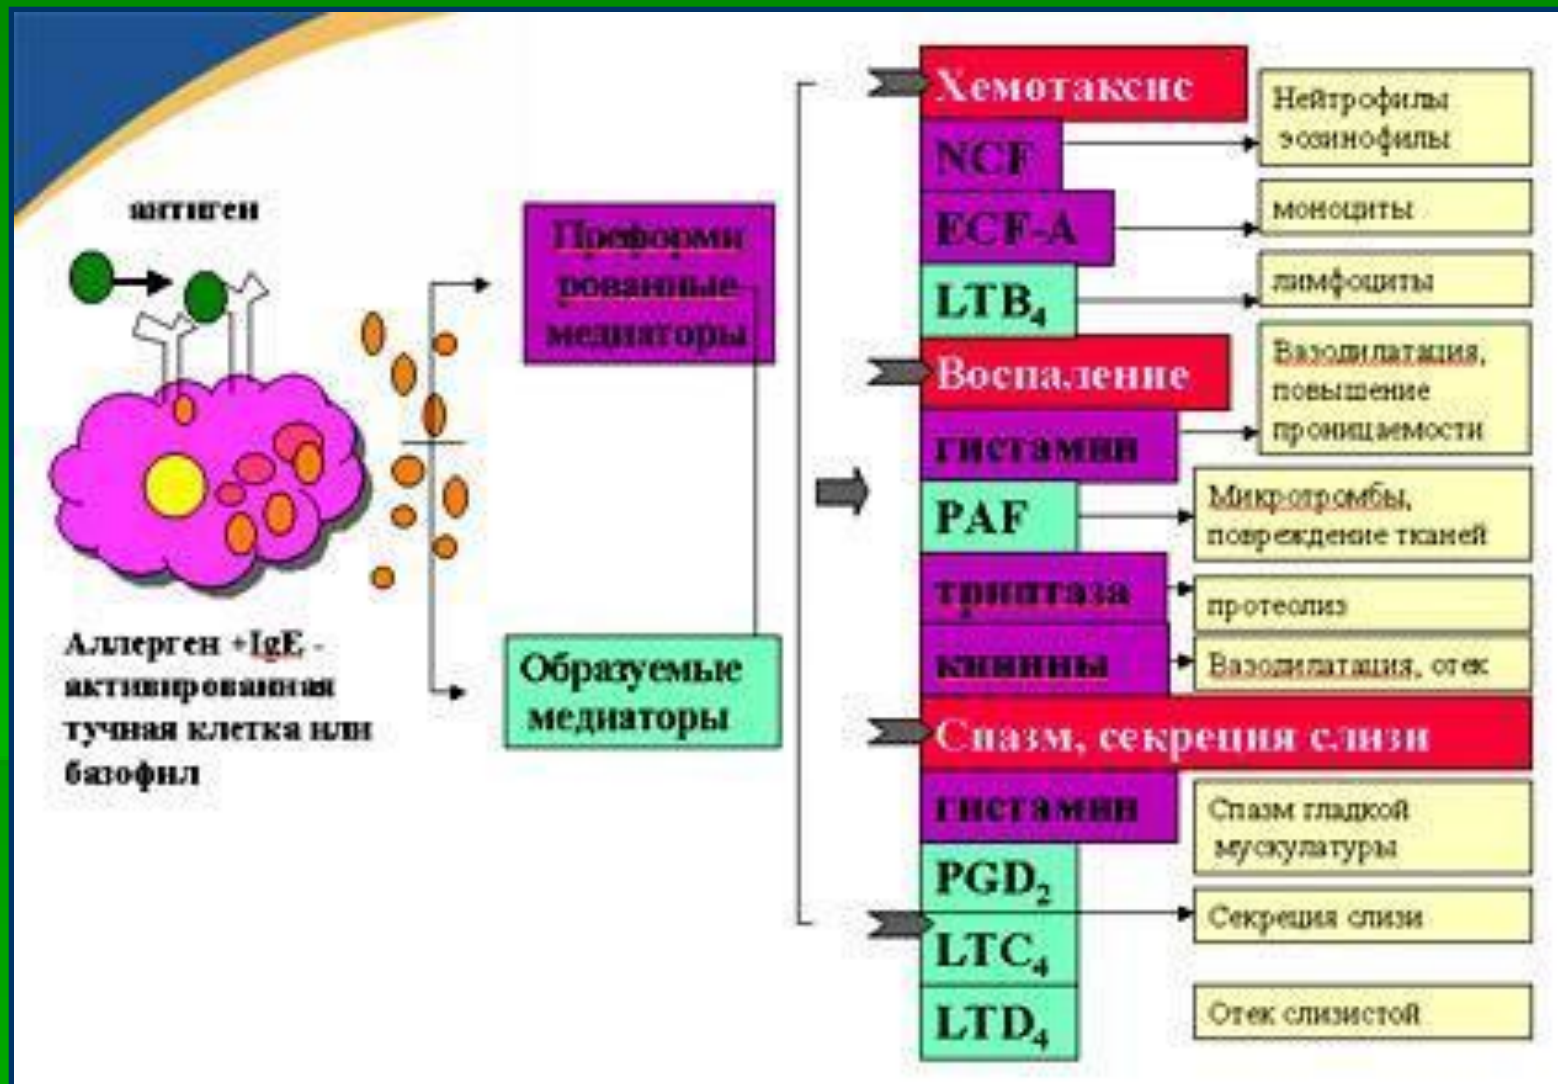 антиген
Аллерген +IgE -
активированная
тучная клетка или
базофил
Преформи
рованные
медиаторы
Образуемые
медиаторы
Хемотаксис
NCF
Нейтрофилы
эозинофилы
ECF-A
моноциты
LTB₄
лимфоциты
Воспаление
гистамин
Вазодилатация,
повышение
проницаемости
PAF
Микротромбы,
повреждение тканей
триптаза
протеолиз
кинины
Вазодилатация, отек
Спазм, секреция слизи
гистамин
Спазм гладкой
мускулатуры
PGD₂
Секреция слизи
LTC₄
LTD₄
Отек слизистой